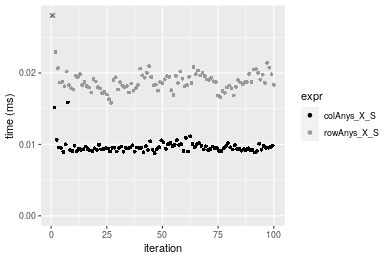 0.02
0.01
0.00
time (ms)
0
25
50
75
100
iteration
expr
colAnys_X_S
rowAnys_X_S